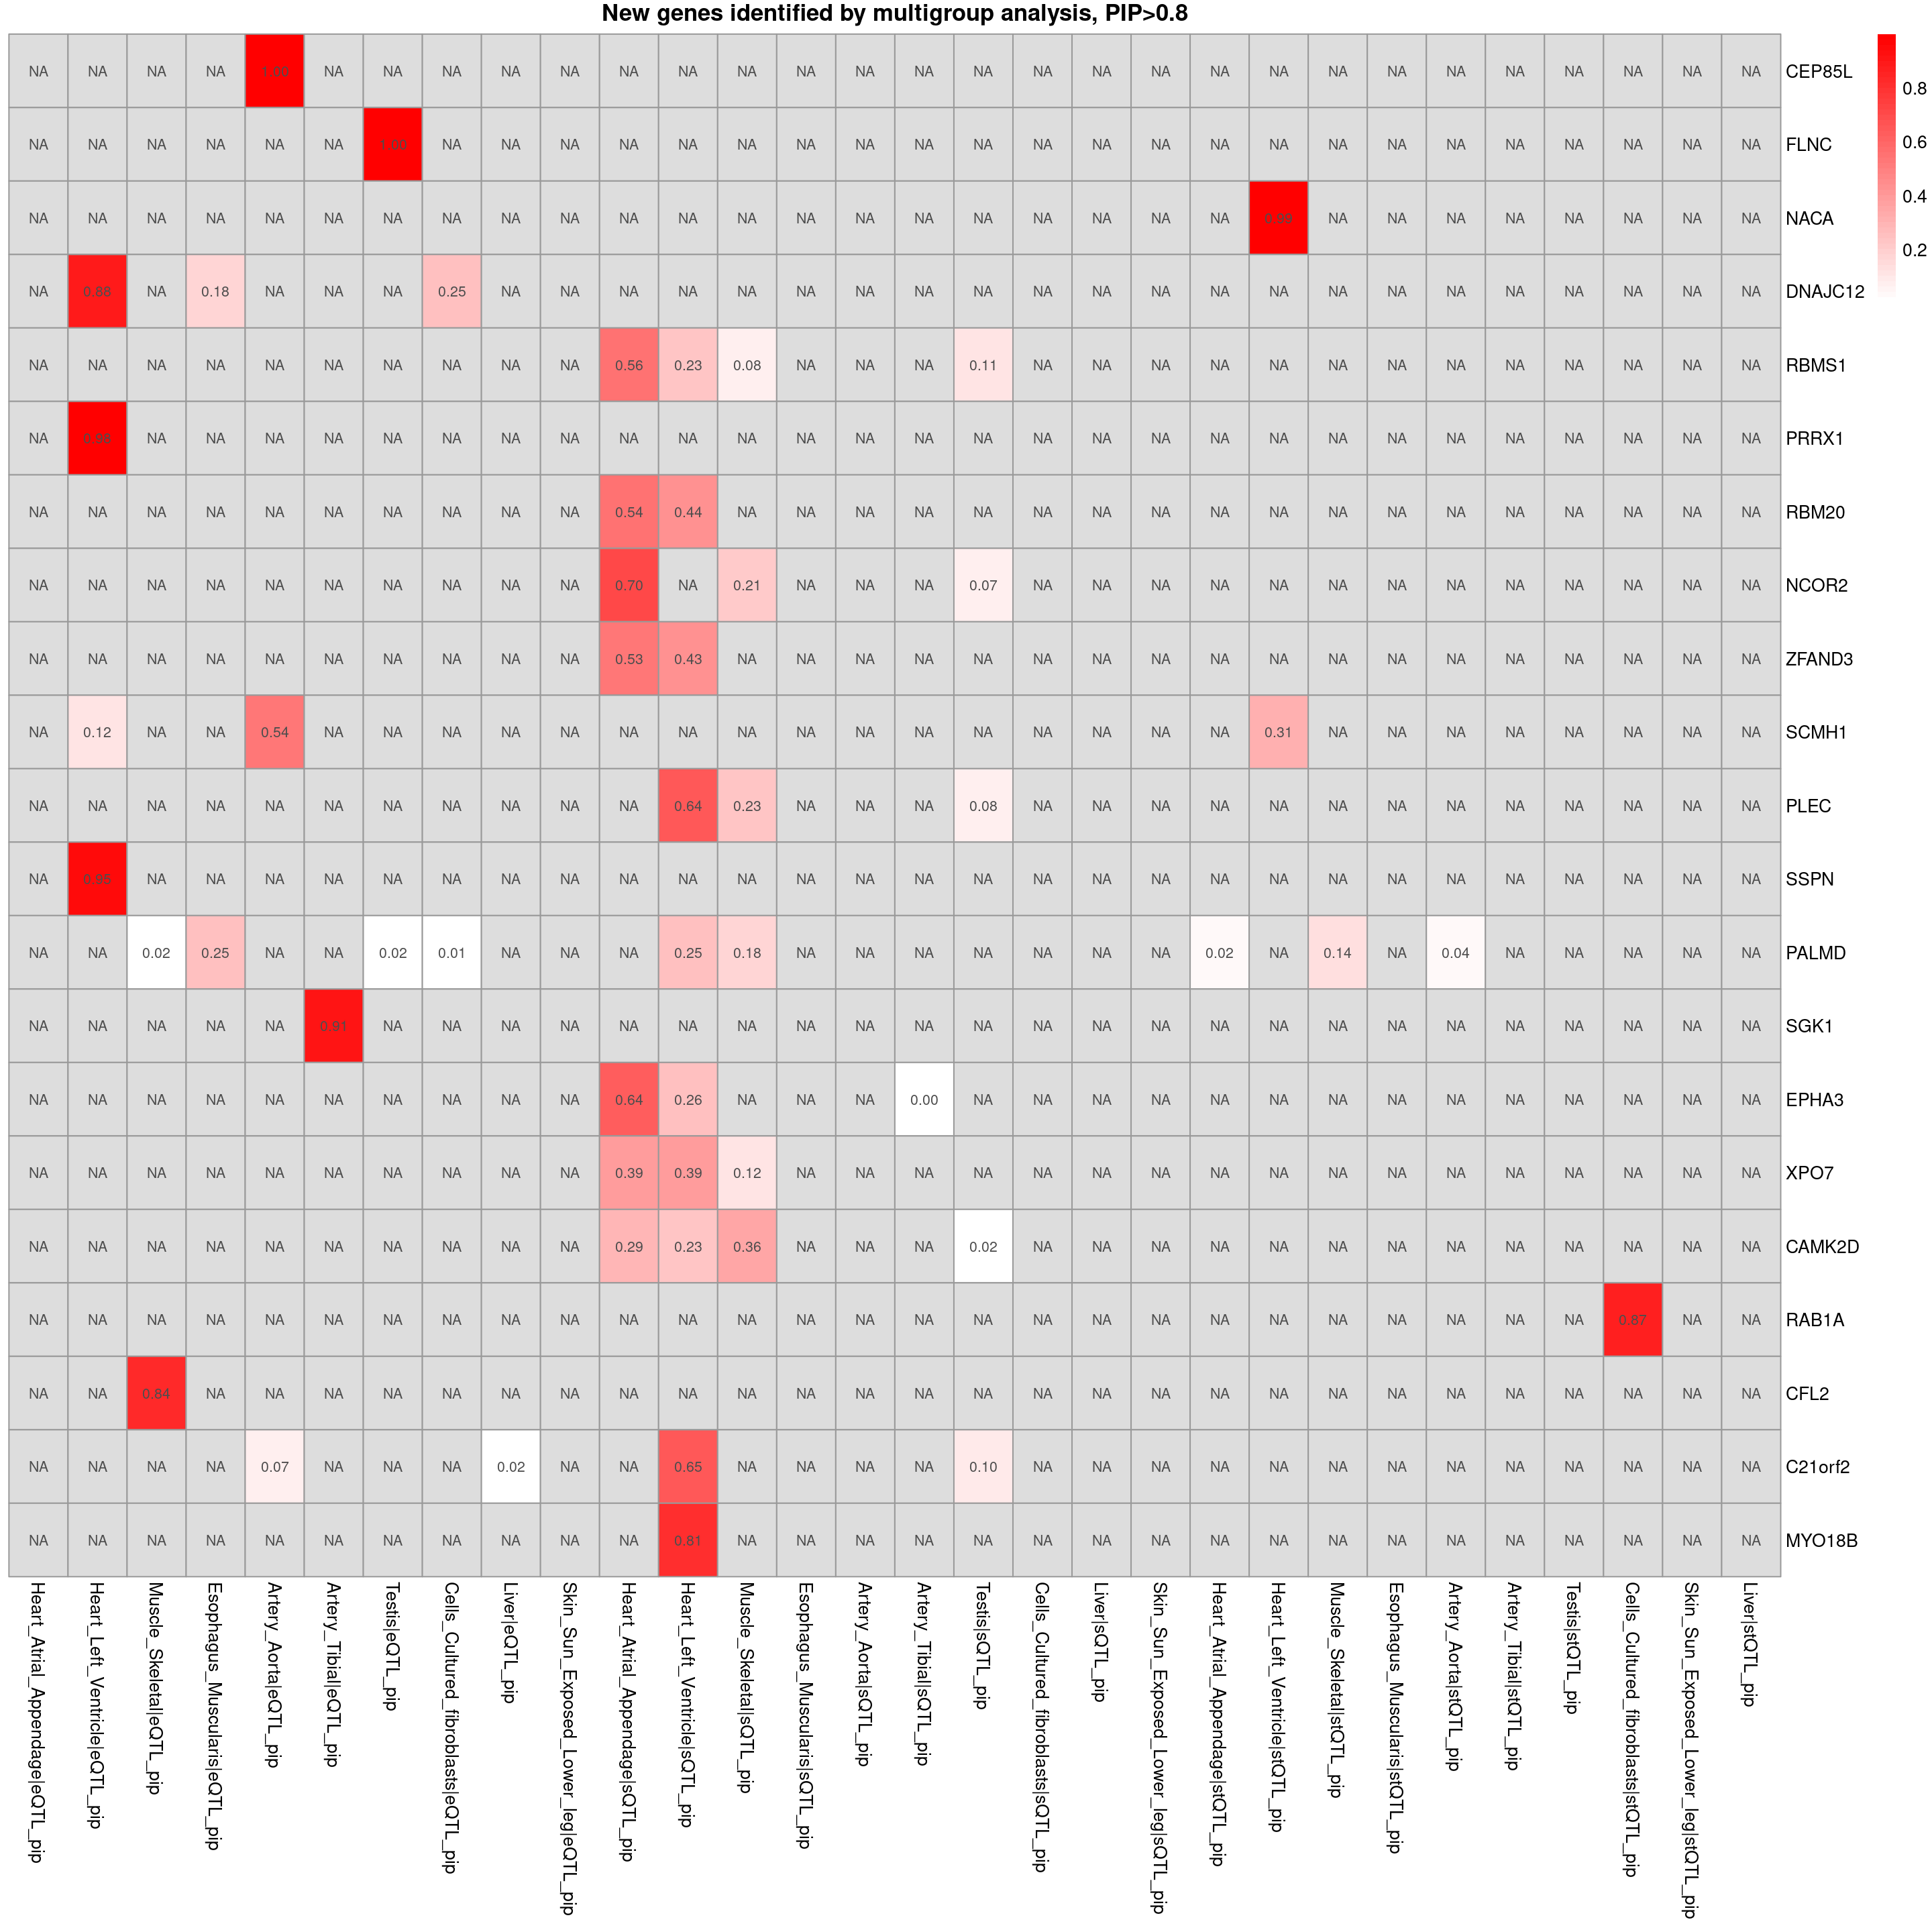 New genes identified by multigroup analysis, PIP>0.8
NA NA NA NA 1.00 NA NA NA NA NA NA NA NA NA NA NA NA NA NA NA NA NA NA NA NA NA NA NA NA NA CEP85L
NA NA NA NA NA NA 1.00 NA NA NA NA NA NA NA NA NA NA NA NA NA NA NA NA NA NA NA NA NA NA NA FLNC
NA NA NA NA NA NA NA NA NA NA NA NA NA NA NA NA NA NA NA NA NA 0.99 NA NA NA NA NA NA NA NA NACA
NA 0.88 NA 0.18 NA NA NA 0.25 NA NA NA NA NA NA NA NA NA NA NA NA NA NA NA NA NA NA NA NA NA NA DNAJC12
NA NA NA NA NA NA NA NA NA NA 0.56 0.23 0.08 NA NA NA 0.11 NA NA NA NA NA NA NA NA NA NA NA NA NA RBMS1
NA 0.96 NA NA NA NA NA NA NA NA NA NA NA NA NA NA NA NA NA NA NA NA NA NA NA NA NA NA NA NA PRRX1
NA NA NA NA NA NA NA NA NA NA 0.54 0.44 NA NA NA NA NA NA NA NA NA NA NA NA NA NA NA NA NA NA RBM20
NA NA NA NA NA NA NA NA NA NA 0.70 NA 0.21 NA NA NA 0.07 NA NA NA NA NA NA NA NA NA NA NA NA NA NCOR2
NA NA NA NA NA NA NA NA NA NA 0.53 0.43 NA NA NA NA NA NA NA NA NA NA NA NA NA NA NA NA NA NA ZFAND3
NA 0.12 NA NA 0.54 NA NA NA NA NA NA NA NA NA NA NA NA NA NA NA NA 0.31 NA NA NA NA NA NA NA NA SCMH1
NA NA NA NA NA NA NA NA NA NA NA 0.64 0.23 NA NA NA 0.08 NA NA NA NA NA NA NA NA NA NA NA NA NA PLEC
NA 0.95 NA NA NA NA NA NA NA NA NA NA NA NA NA NA NA NA NA NA NA NA NA NA NA NA NA NA NA NA SSPN
NA NA 0.02 0.25 NA NA 0.02 0.01 NA NA NA 0.25 0.18 NA NA NA NA NA NA NA 0.02 NA 0.14 NA 0.04 NA NA NA NA NA PALMD
NA NA NA NA NA 0.91 NA NA NA NA NA NA NA NA NA NA NA NA NA NA NA NA NA NA NA NA NA NA NA NA SGK1
NA NA NA NA NA NA NA NA NA NA 0.64 0.26 NA NA NA 0.00 NA NA NA NA NA NA NA NA NA NA NA NA NA NA EPHA3
NA NA NA NA NA NA NA NA NA NA 0.39 0.39 0.12 NA NA NA NA NA NA NA NA NA NA NA NA NA NA NA NA NA XPO7
NA NA NA NA NA NA NA NA NA NA 0.29 0.23 0.36 NA NA NA 0.02 NA NA NA NA NA NA NA NA NA NA NA NA NA CAMK2D
NA NA NA NA NA NA NA NA NA NA NA NA NA NA NA NA NA NA NA NA NA NA NA NA NA NA NA 0.87 NA NA RAB1A
NA NA 0.84 NA NA NA NA NA NA NA NA NA NA NA NA NA NA NA NA NA NA NA NA NA NA NA NA NA NA NA CFL2
NA NA NA NA 0.07 NA NA NA 0.02 NA NA 0.65 NA NA NA NA 0.10 NA NA NA NA NA NA NA NA NA NA NA NA NA C21orf2
NA NA NA NA NA NA NA NA NA NA NA 0.81 NA NA NA NA NA NA NA NA NA NA NA NA NA NA NA NA NA NA MYO18B
Heart_Atrial_Appendage|eQTL_pip
Heart_Left_Ventricle|eQTL_pip
Muscle_Skeletal|eQTL_pip
Esophagus_Muscularis|eQTL_pip
Artery_Aorta|eQTL_pip
Artery_Tibial|eQTL_pip
Testis|eQTL_pip
Cells_Cultured_fibroblasts|eQTL_pip
Liver|eQTL_pip
Skin_Sun_Exposed_Lower_leg|eQTL_pip
Heart_Atrial_Appendage|sQTL_pip
Heart_Left_Ventricle|sQTL_pip
Muscle_Skeletal|sQTL_pip
Esophagus_Muscularis|sQTL_pip
Artery_Aorta|sQTL_pip
Artery_Tibial|sQTL_pip
Testis|sQTL_pip
Cells_Cultured_fibroblasts|sQTL_pip
Liver|sQTL_pip
Skin_Sun_Exposed_Lower_leg|sQTL_pip
Heart_Atrial_Appendage|stQTL_pip
Heart_Left_Ventricle|stQTL_pip
Muscle_Skeletal|stQTL_pip
Esophagus_Muscularis|stQTL_pip
Artery_Aorta|stQTL_pip
Artery_Tibial|stQTL_pip
Testis|stQTL_pip
Cells_Cultured_fibroblasts|stQTL_pip
Skin_Sun_Exposed_Lower_leg|stQTL_pip
Liver|stQTL_pip
0.8
0.6
0.4
0.2